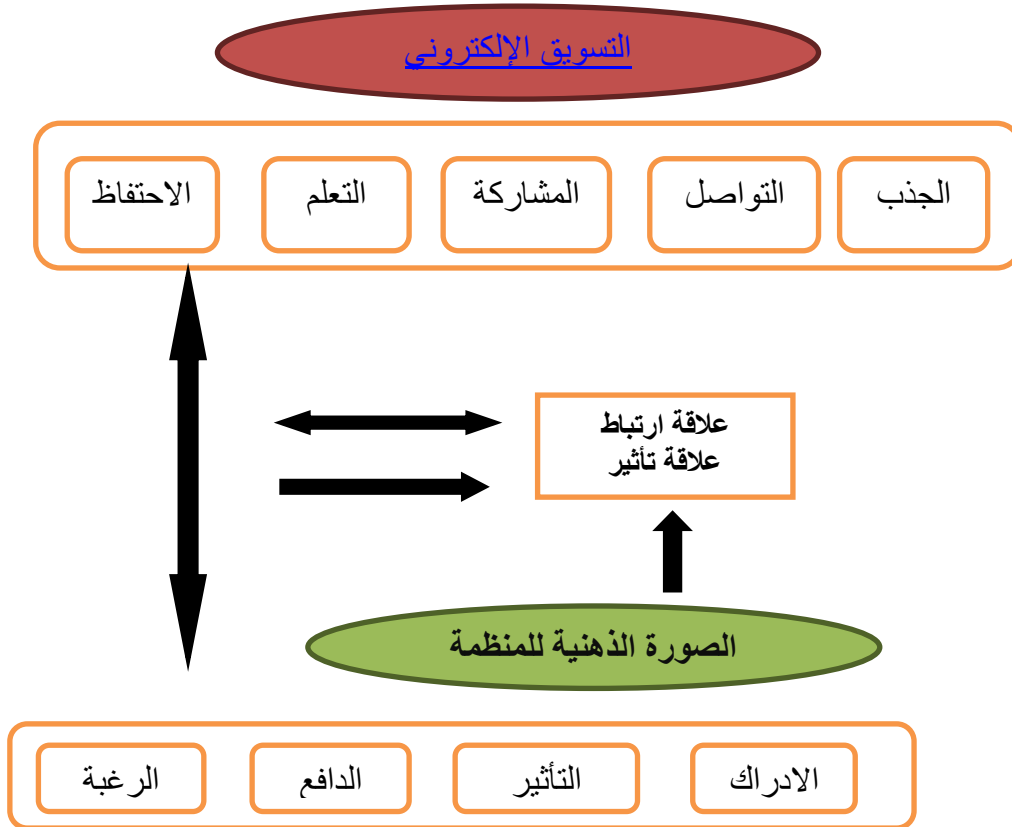 التسويق الإلكتروني
الجذب
التواصل
المشاركة
التعلم
الاحتفاظ
علاقة ارتباط
علاقة تأثير
الصورة الذهنية للمنظمة
الادراك
التأثير
الدافع
الرغبة